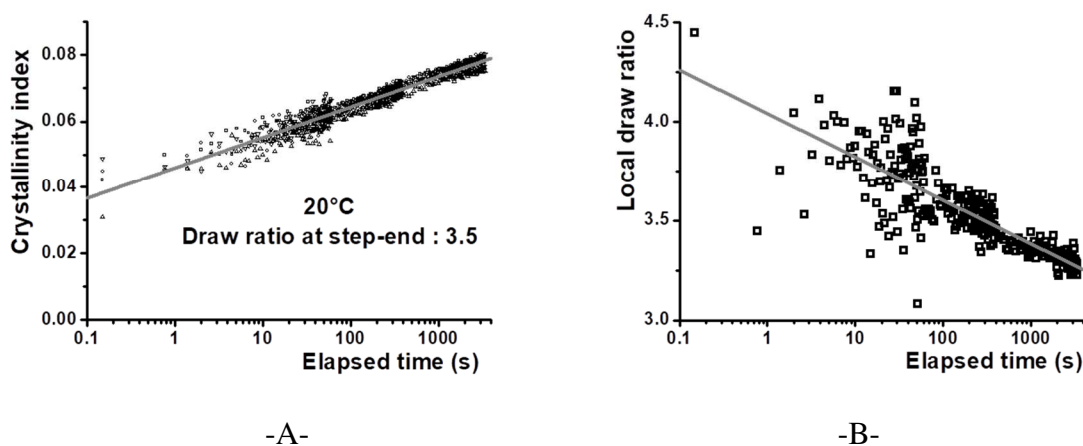 Crystallinity index
0.08
0.06
0.04
0.02
0.00
20°C
Draw ratio at step-end : 3.5
0.1 1 10 100 1000
Elapsed time (s)
-A-
Local draw ratio
4.5
4.0
3.5
3.0
0.1 1 10 100 1000
Elapsed time (s)
-B-